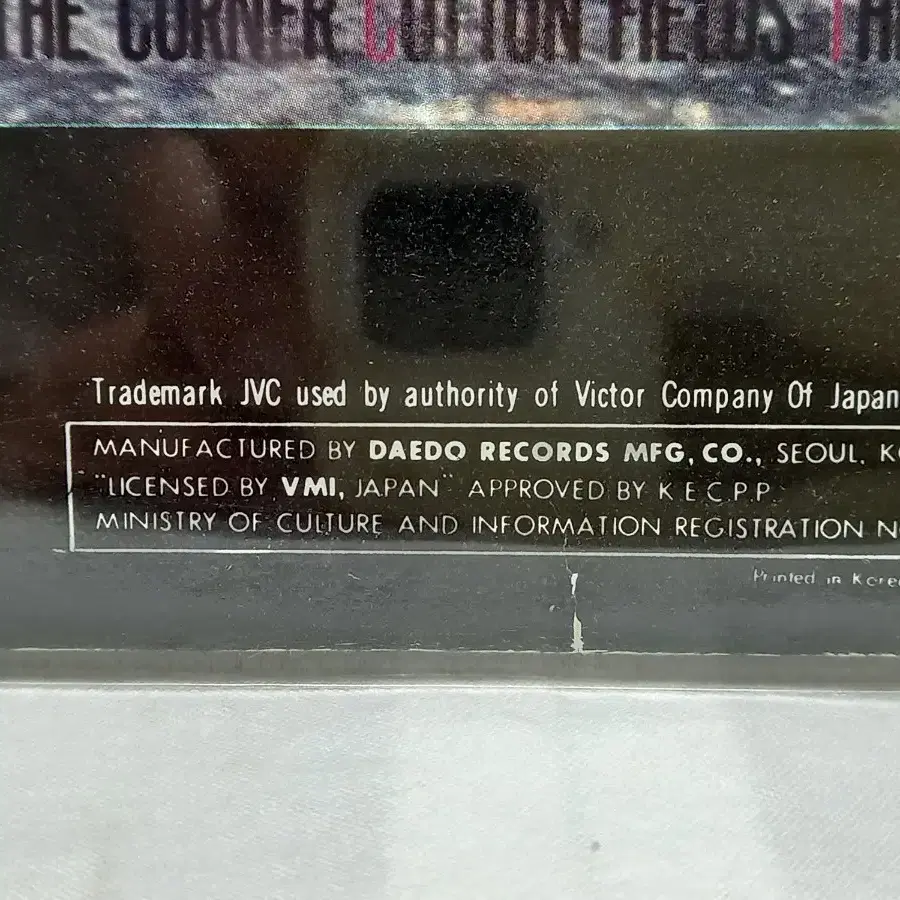 THE CORNER COTTON FIELDS
Trademark JVC used by authority of Victor Company Of Japan
MANUFACTURED BY DAEDO RECORDS MFG, CO., SEOUL. K
"LICENSED BY VMI, JAPAN" APPROVED BY K E C P P
MINISTRY OF CULTURE AND INFORMATION REGISTRATION N
Printed in Korea